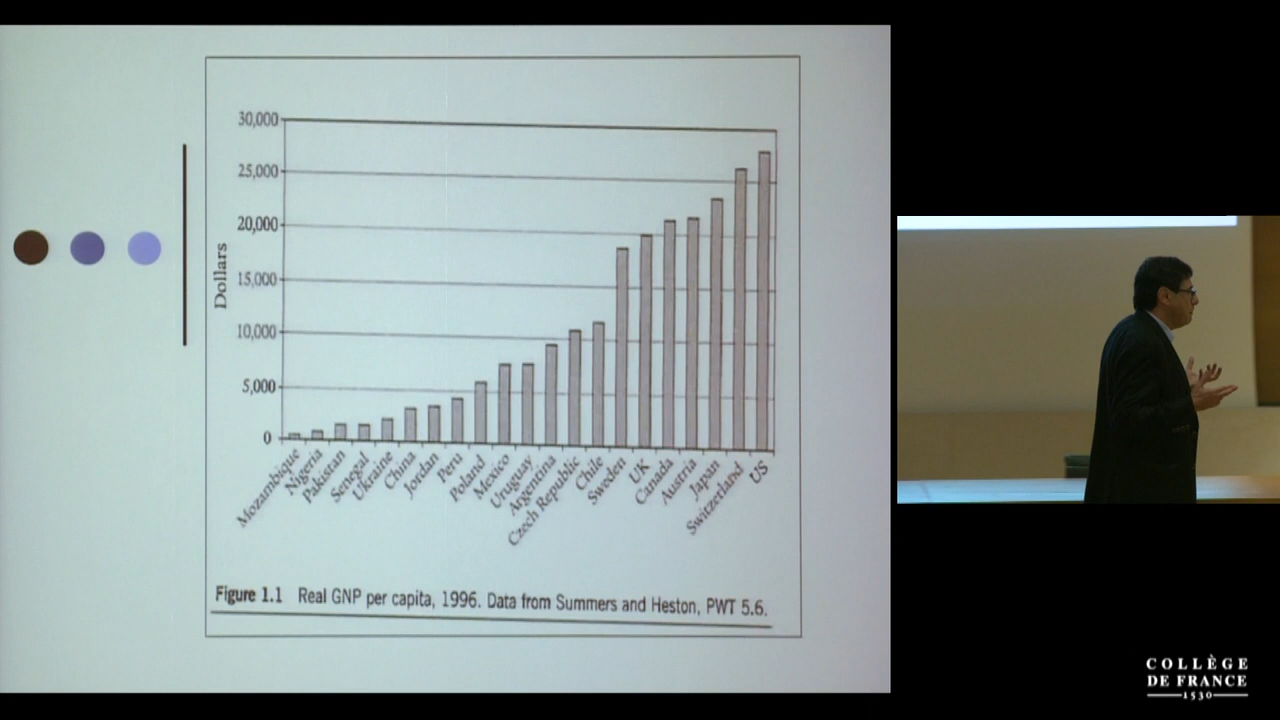 30,000
25,000
20,000
15,000
10,000
5,000
0
Dollars
Mozambique
Nigeria
Pakistan
Senegal
Ukraine
China
Jordan
Peru
Poland
Mexico
Uruguay
Argentina
Czech Republic
Chile
Sweden
UK
Canada
Austria
Japan
Switzerland
US
Figure 1.1 Real GNP per capita, 1996. Data from Summers and Heston, PWT 5.6.
COLLÈGE
DE FRANCE
1530